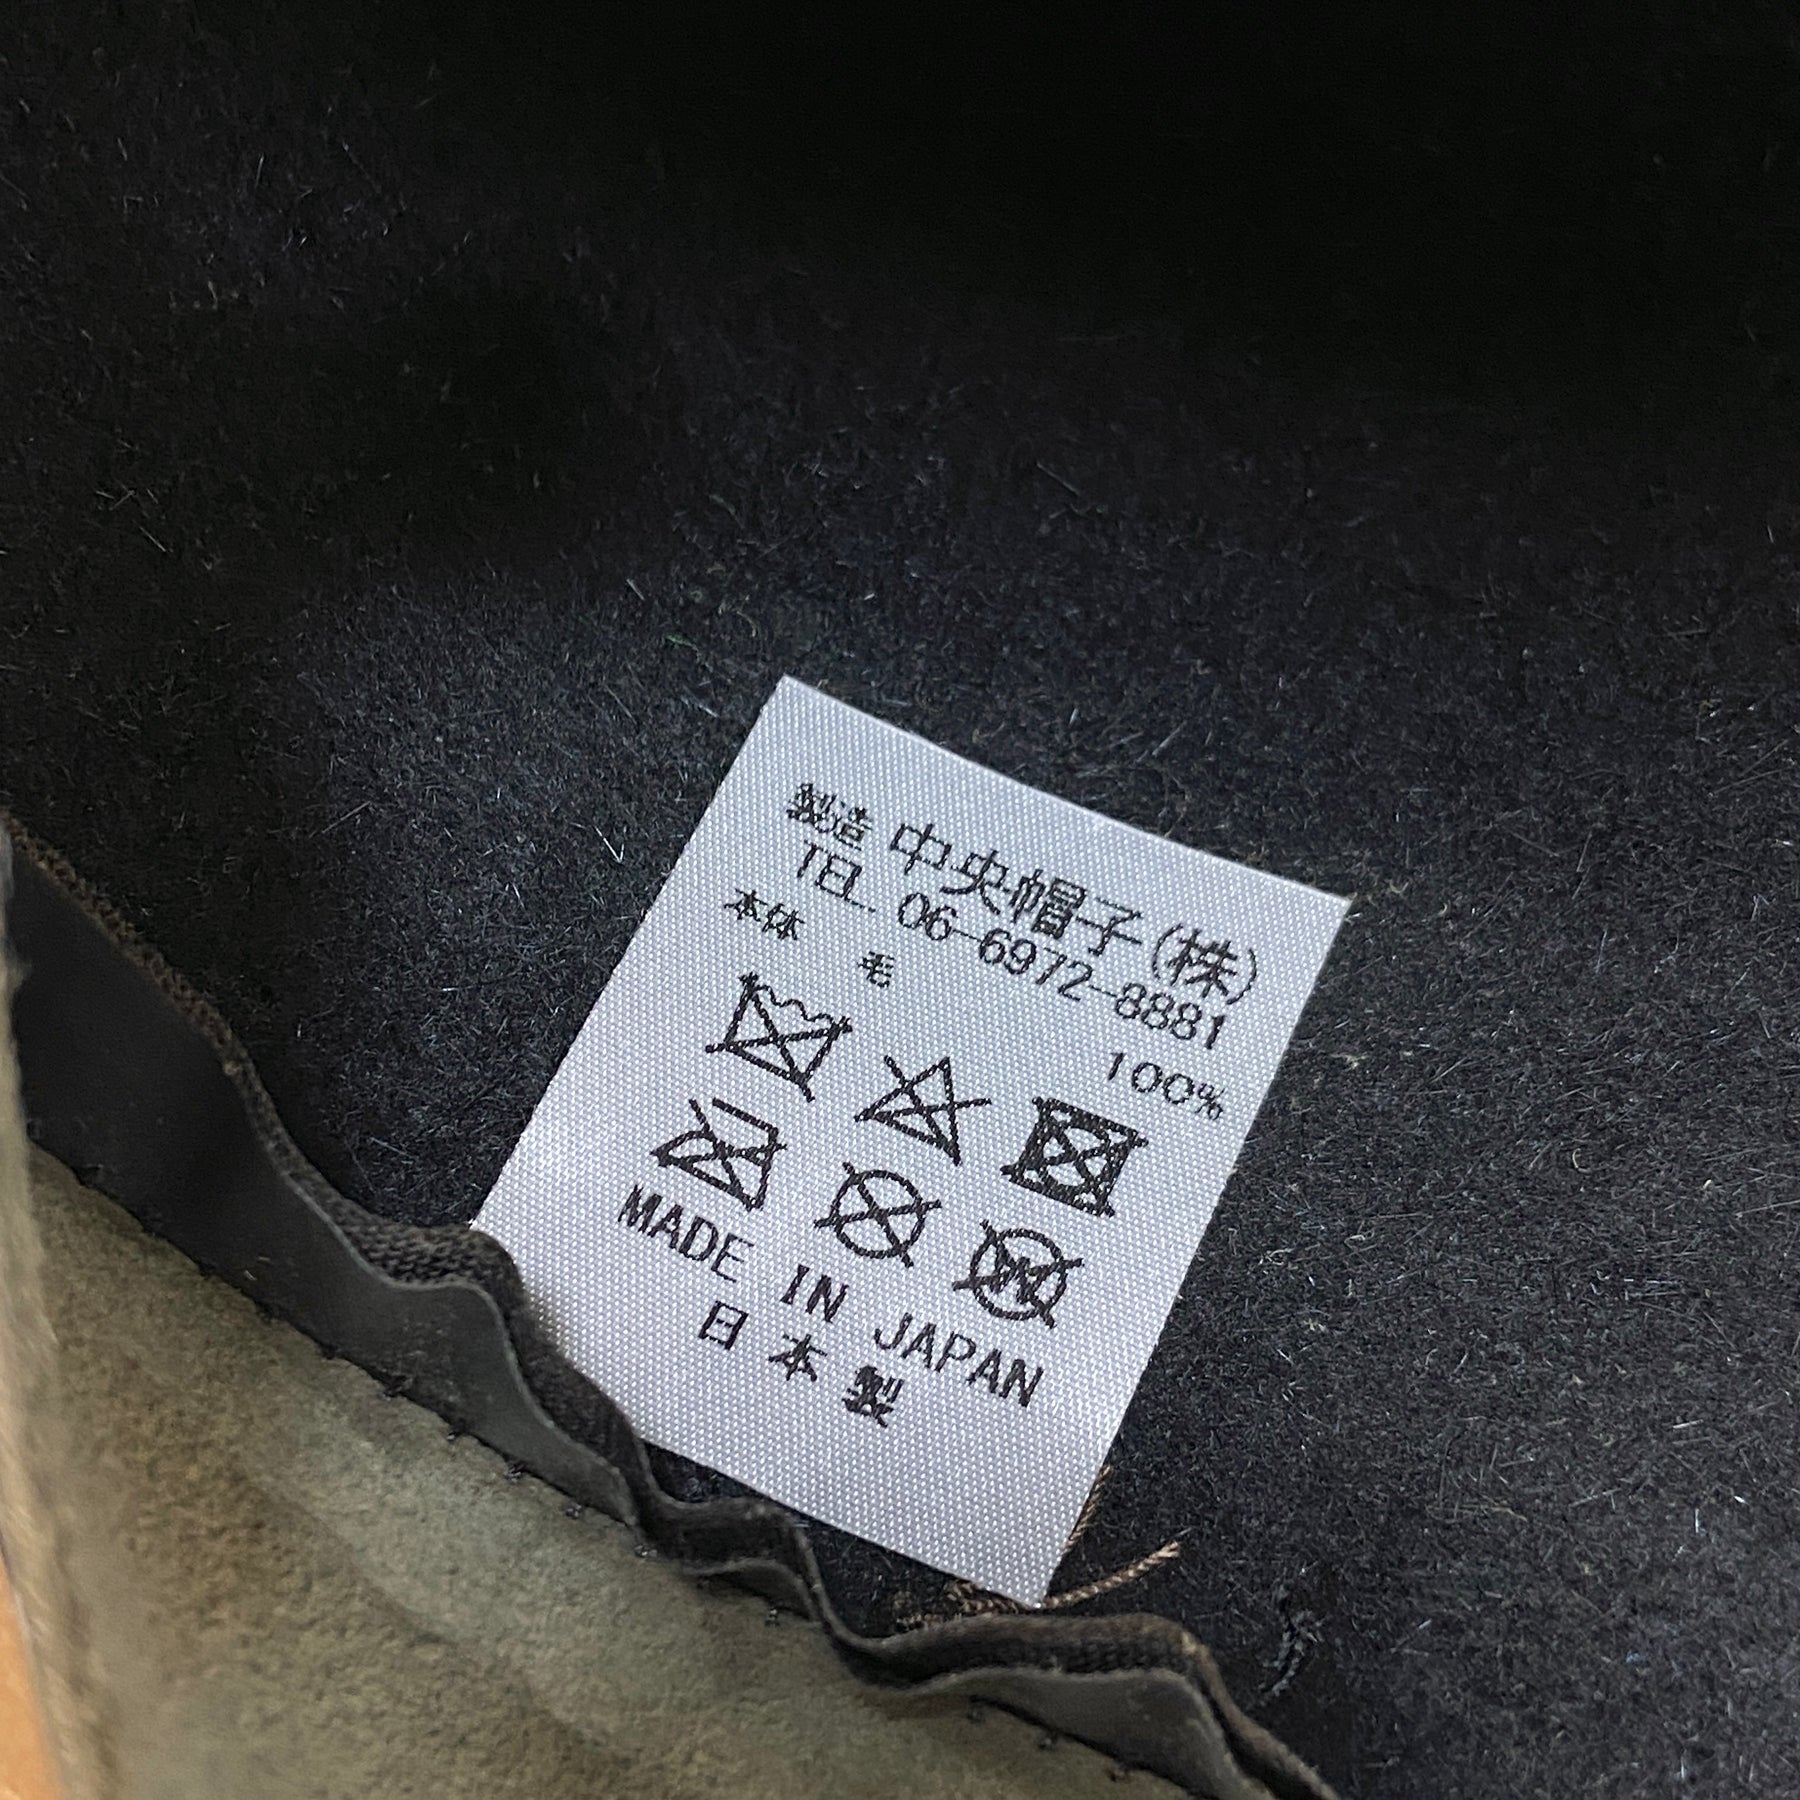 製造 中央帽子(株)
TEL. 06-6972-8881
本体 毛 100%
MADE IN JAPAN
日本製